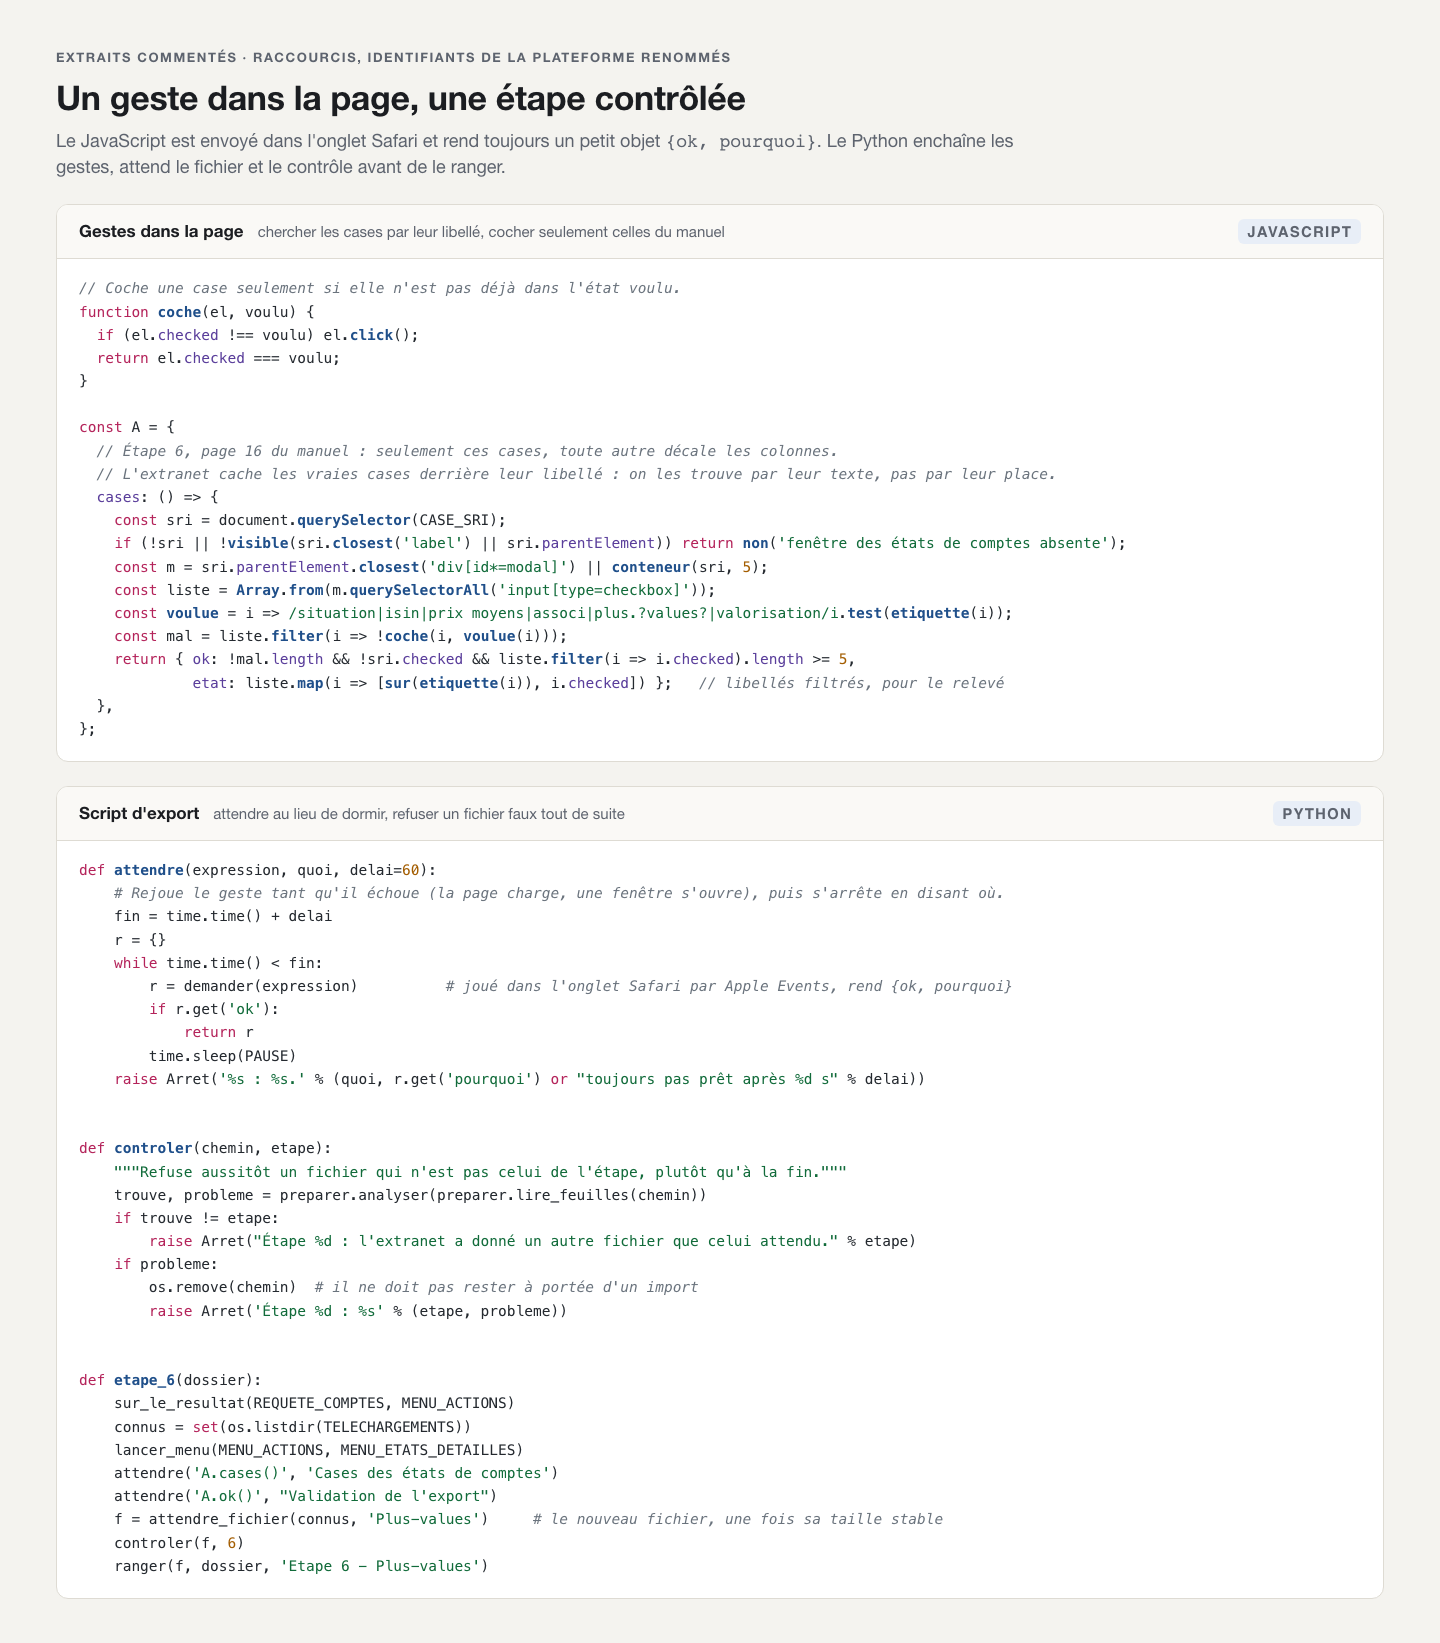 EXTRAITS COMMENTÉS · RACCOURCIS, IDENTIFIANTS DE LA PLATEFORME RENOMMÉS
Un geste dans la page, une étape contrôlée
Le JavaScript est envoyé dans l'onglet Safari et rend toujours un petit objet {ok, pourquoi}. Le Python enchaîne les
gestes, attend le fichier et le contrôle avant de le ranger.
Gestes dans la page chercher les cases par leur libellé, cocher seulement celles du manuel JAVASCRIPT
// Coche une case seulement si elle n'est pas déjà dans l'état voulu.
function coche(el, voulu) {
  if (el.checked !== voulu) el.click();
  return el.checked === voulu;
}

const A = {
  // Étape 6, page 16 du manuel : seulement ces cases, toute autre décale les colonnes.
  // L'extranet cache les vraies cases derrière leur libellé : on les trouve par leur texte, pas par leur place.
  cases: () => {
    const sri = document.querySelector(CASE_SRI);
    if (!sri || !visible(sri.closest('label') || sri.parentElement)) return non('fenêtre des états de comptes absente');
    const m = sri.parentElement.closest('div[id*=modal]') || conteneur(sri, 5);
    const liste = Array.from(m.querySelectorAll('input[type=checkbox]'));
    const voulue = i => /situation|isin|prix moyens|associ|plus.?values?|valorisation/i.test(etiquette(i));
    const mal = liste.filter(i => !coche(i, voulue(i)));
    return { ok: !mal.length && !sri.checked && liste.filter(i => i.checked).length >= 5,
             etat: liste.map(i => [sur(etiquette(i)), i.checked]) };   // libellés filtrés, pour le relevé
  },
};
Script d'export attendre au lieu de dormir, refuser un fichier faux tout de suite PYTHON
def attendre(expression, quoi, delai=60):
    # Rejoue le geste tant qu'il échoue (la page charge, une fenêtre s'ouvre), puis s'arrête en disant où.
    fin = time.time() + delai
    r = {}
    while time.time() < fin:
        r = demander(expression)          # joué dans l'onglet Safari par Apple Events, rend {ok, pourquoi}
        if r.get('ok'):
            return r
        time.sleep(PAUSE)
    raise Arret('%s : %s.' % (quoi, r.get('pourquoi') or "toujours pas prêt après %d s" % delai))

def controler(chemin, etape):
    """Refuse aussitôt un fichier qui n'est pas celui de l'étape, plutôt qu'à la fin."""
    trouve, probleme = preparer.analyser(preparer.lire_feuilles(chemin))
    if trouve != etape:
        raise Arret("Étape %d : l'extranet a donné un autre fichier que celui attendu." % etape)
    if probleme:
        os.remove(chemin)  # il ne doit pas rester à portée d'un import
        raise Arret('Étape %d : %s' % (etape, probleme))

def etape_6(dossier):
    sur_le_resultat(REQUETE_COMPTES, MENU_ACTIONS)
    connus = set(os.listdir(TELECHARGEMENTS))
    lancer_menu(MENU_ACTIONS, MENU_ETATS_DETAILLES)
    attendre('A.cases()', 'Cases des états de comptes')
    attendre('A.ok()', "Validation de l'export")
    f = attendre_fichier(connus, 'Plus-values')     # le nouveau fichier, une fois sa taille stable
    controler(f, 6)
    ranger(f, dossier, 'Etape 6 - Plus-values')